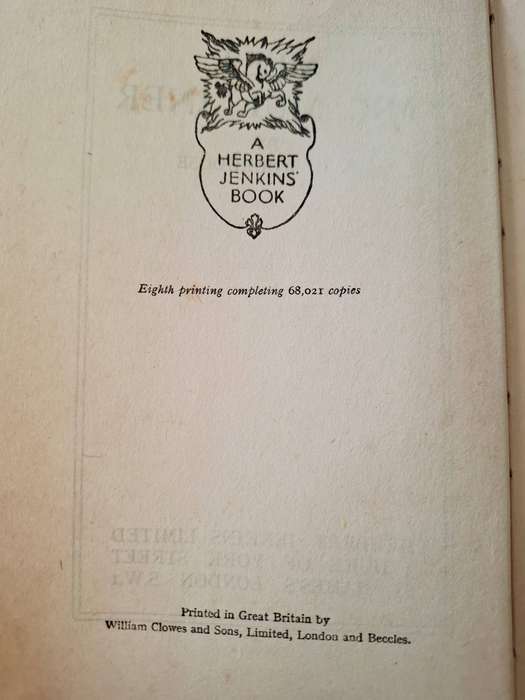 A
HERBERT
JENKINS'
BOOK
Eighth printing completing 68,021 copies
Printed in Great Britain by
William Clowes and Sons, Limited, London and Beccles.